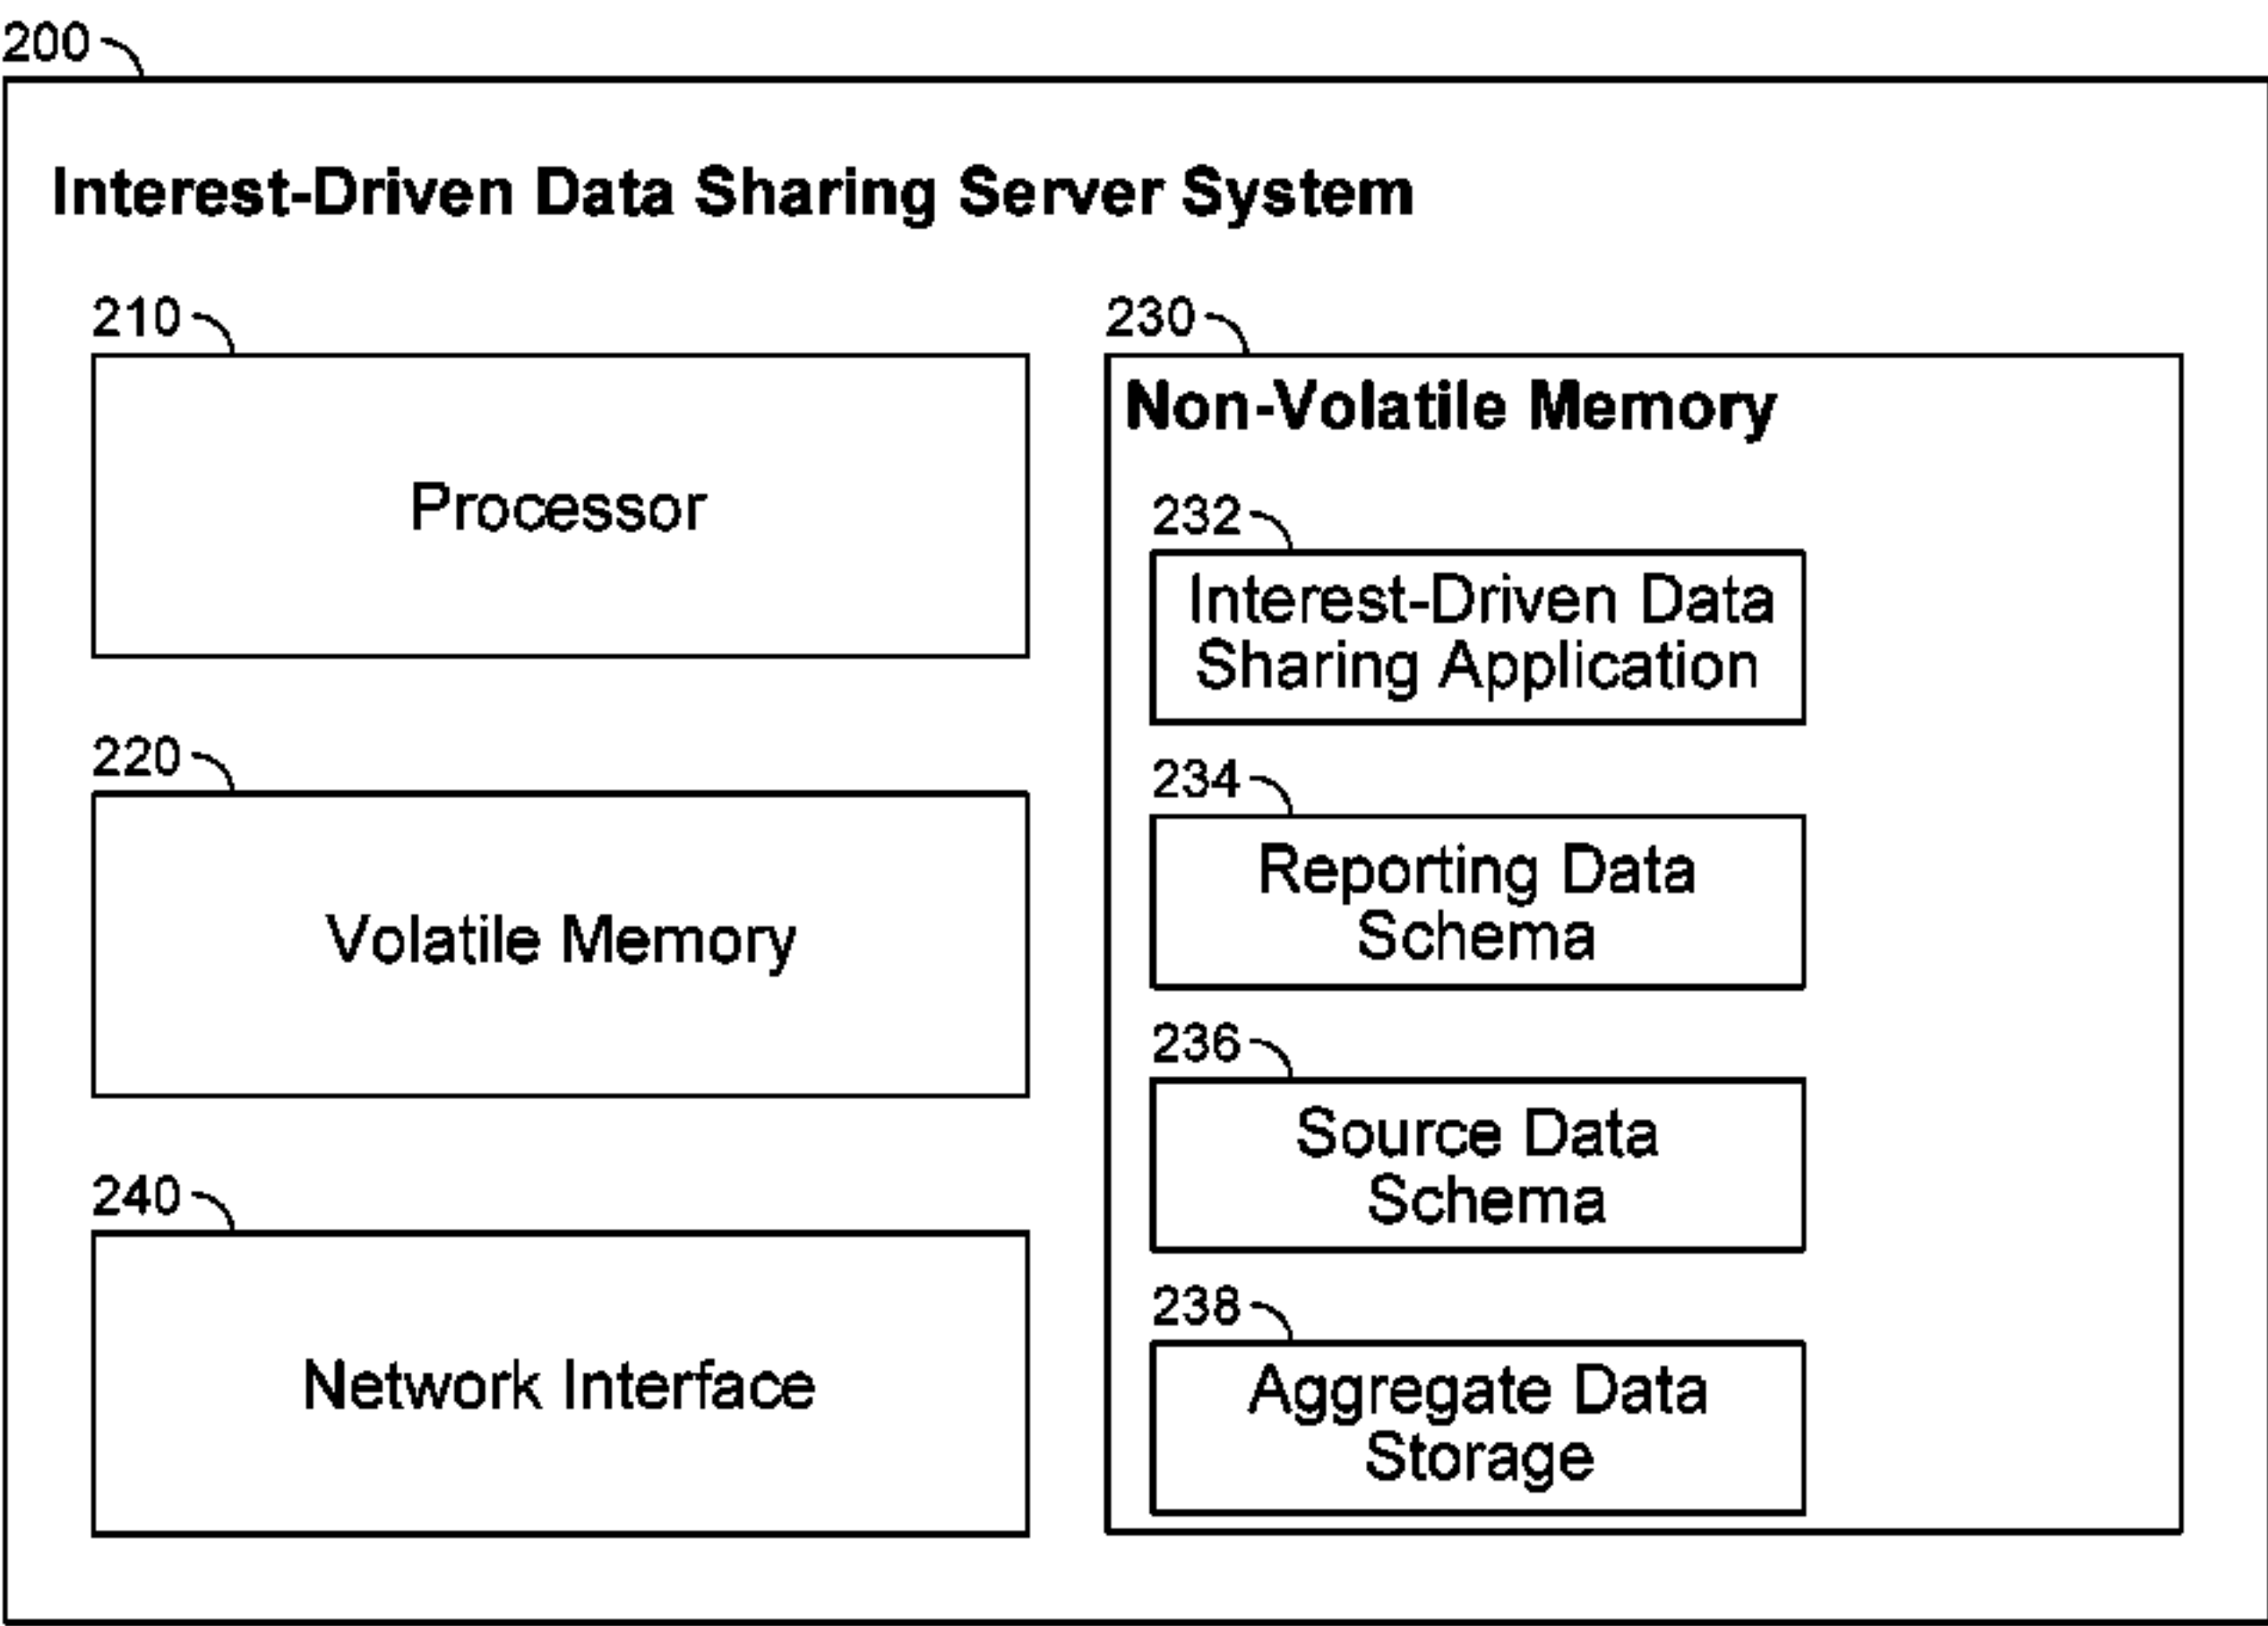 200
Interest-Driven Data Sharing Server System
210
Processor
220
Volatile Memory
240
Network Interface
230
Non-Volatile Memory
232
Interest-Driven Data
Sharing Application
234
Reporting Data
Schema
236
Source Data
Schema
238
Aggregate Data
Storage